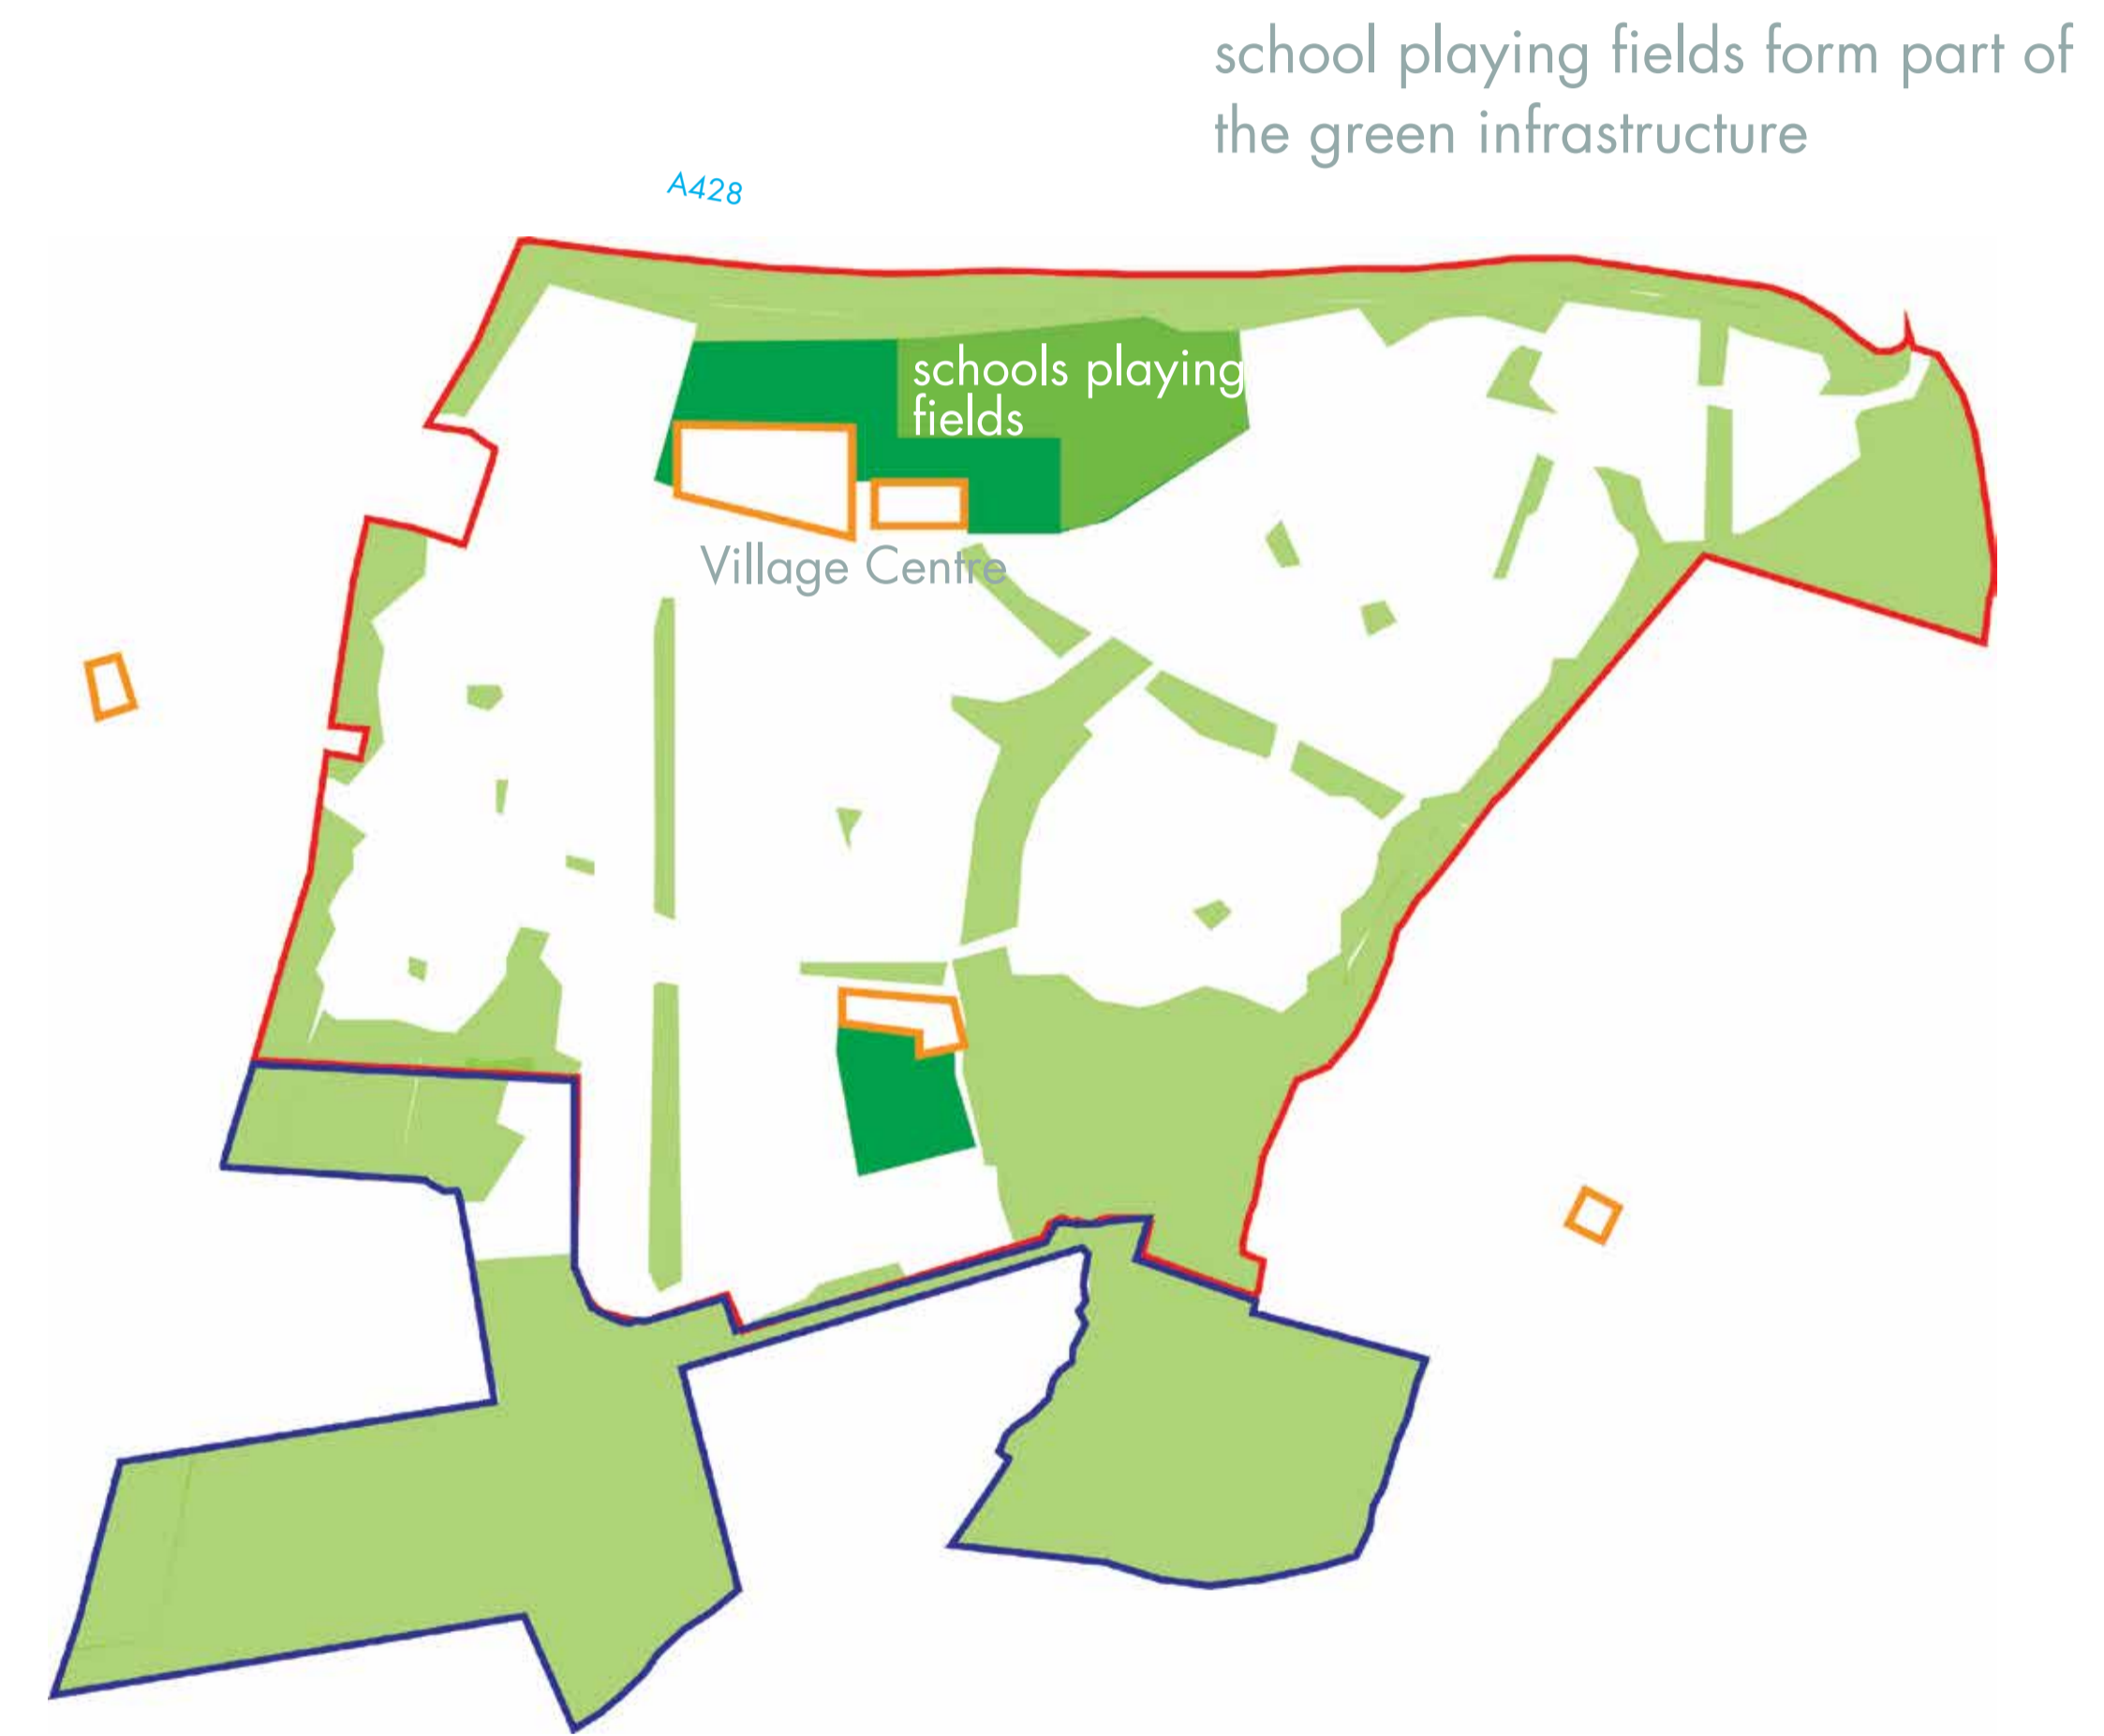 school playing fields form part of
the green infrastructure
A428
schools playing
fields
Village Centre